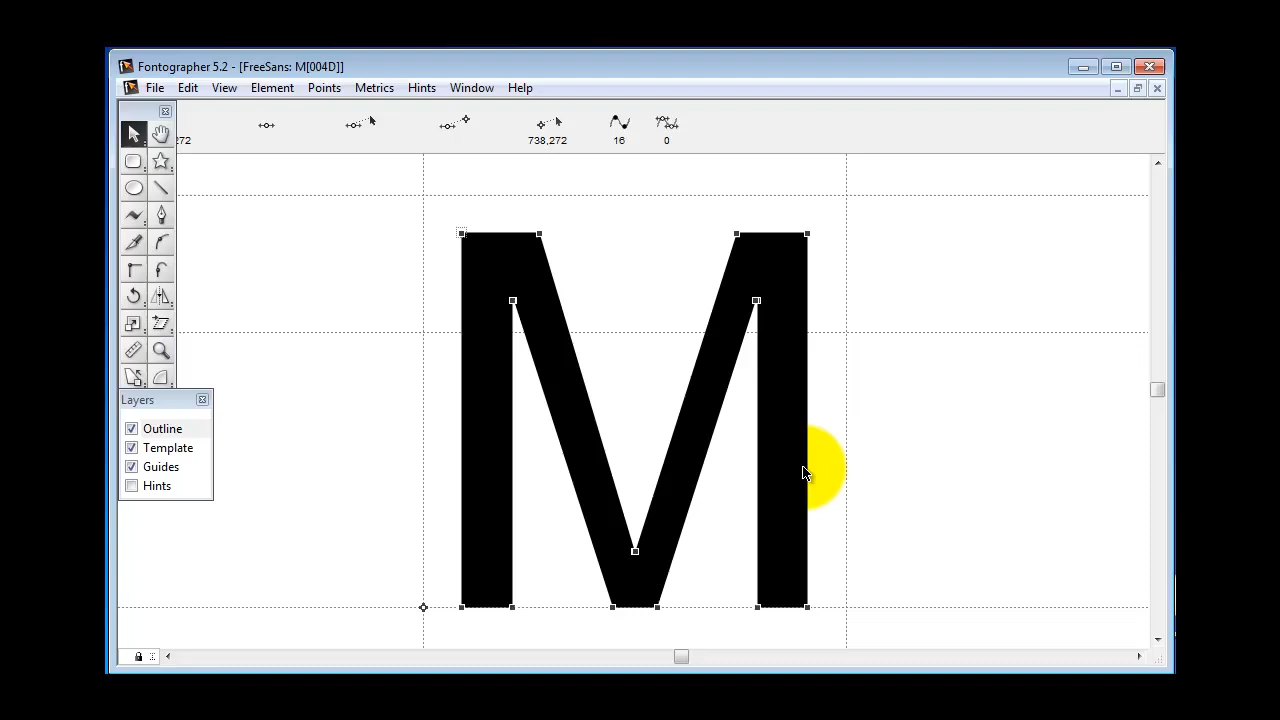 Fontographer 5.2 - [FreeSans: M[004D]]
File Edit View Element Points Metrics Hints Window Help
272 738,272 16 0
M
Layers
Outline
Template
Guides
Hints